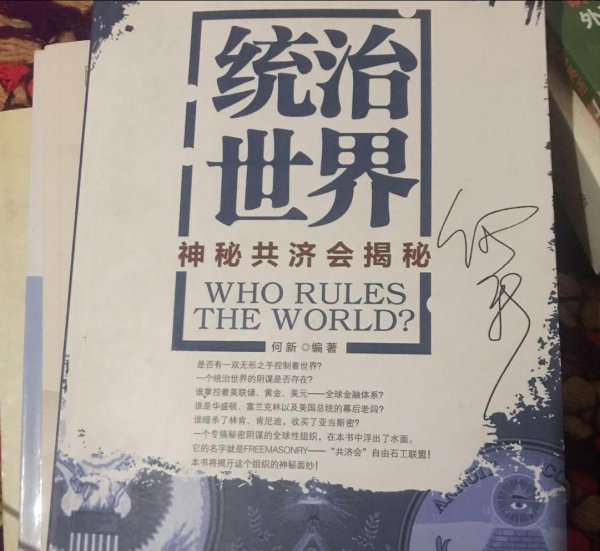 统治
世界
神秘共济会揭秘
WHO RULES
THE WORLD?
何新◎编著
是否有一双无形之手控制着世界?
一个统治世界的阴谋是否存在?
谁掌控着美联储、黄金、美元——全球金融体系?
谁是华盛顿、富兰克林以及美国总统的幕后老闆?
谁暗杀了林肯、肯尼迪,收买了亚当斯密?
一个专搞秘密阴谋的全球性组织,在本书中浮出了水面。
它的名字就是FREEMASONRY——“共济会”自由石工联盟!
本书将揭开这个组织的神秘面纱!
何新